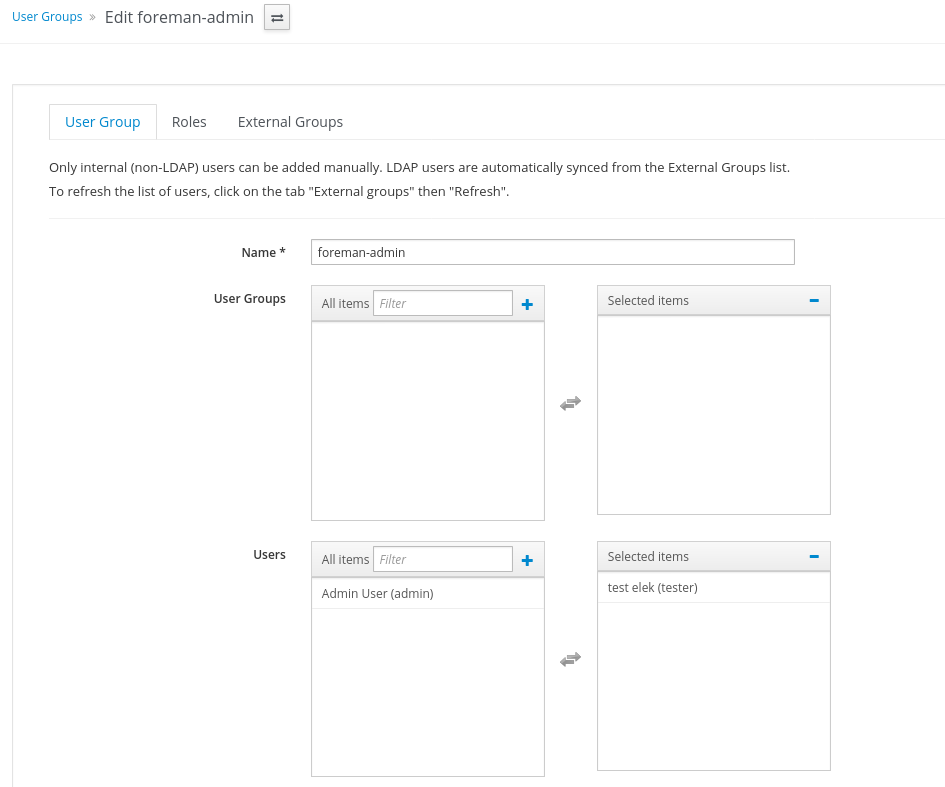 User Groups » Edit foreman-admin
User Group Roles External Groups
Only internal (non-LDAP) users can be added manually. LDAP users are automatically synced from the External Groups list.
To refresh the list of users, click on the tab "External groups" then "Refresh".
Name * foreman-admin
User Groups All items Filter Selected items
Users All items Filter Selected items
Admin User (admin) test elek (tester)